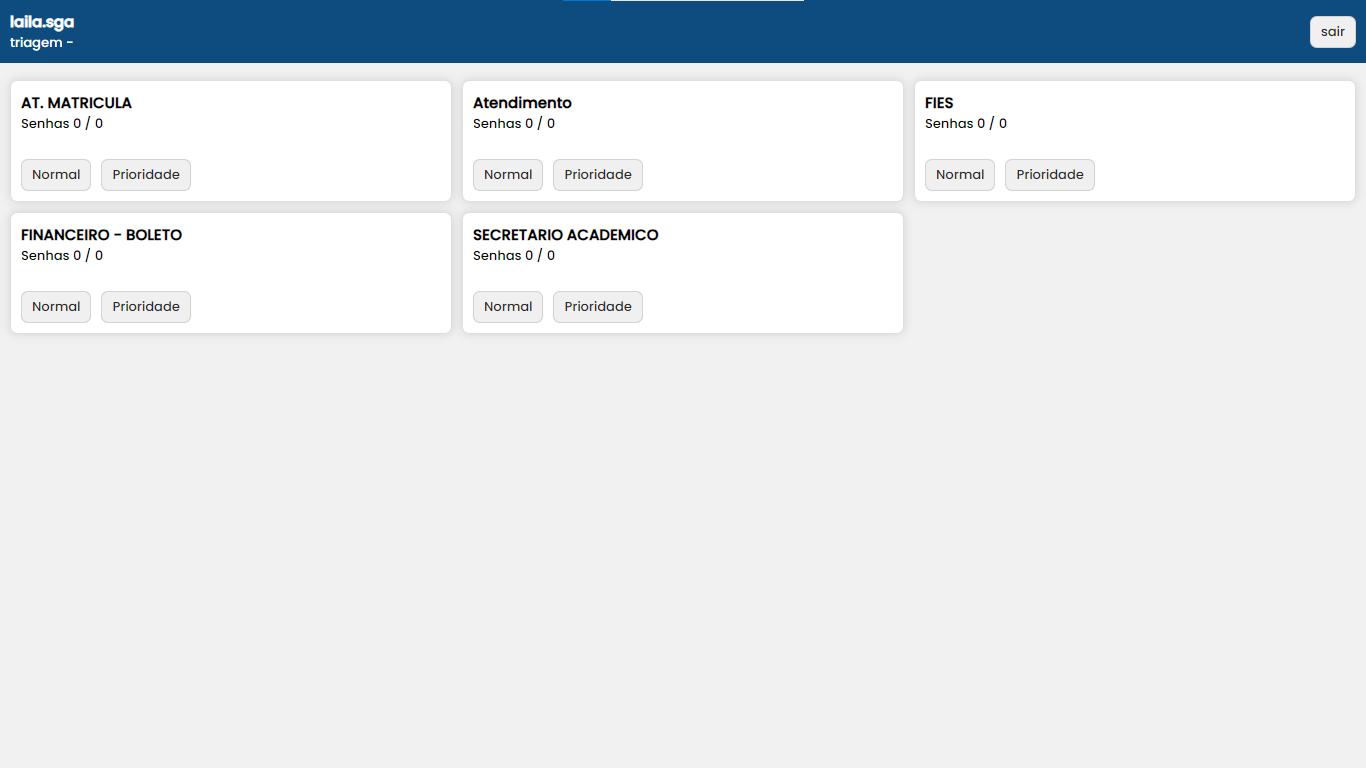 laila.sga
triagem -
sair
AT. MATRICULA
Senhas 0 / 0
Normal Prioridade
Atendimento
Senhas 0 / 0
Normal Prioridade
FIES
Senhas 0 / 0
Normal Prioridade
FINANCEIRO - BOLETO
Senhas 0 / 0
Normal Prioridade
SECRETARIO ACADEMICO
Senhas 0 / 0
Normal Prioridade